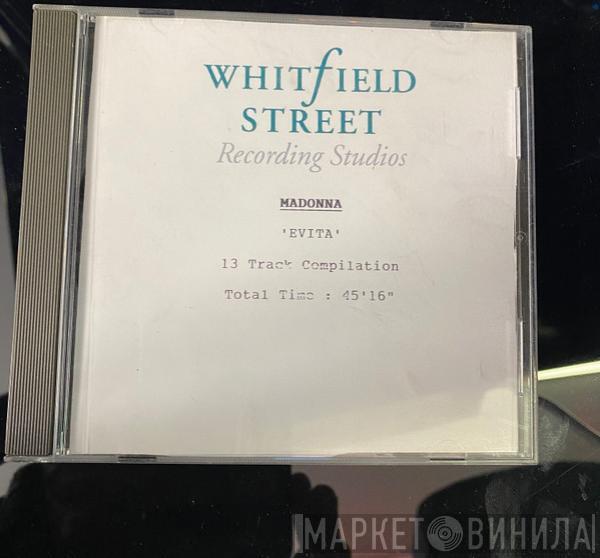 WHITfIELD
STREET
Recording Studios
MADONNA
'EVITA'
13 Track Compilation
Total Time : 45'16"
МАРКЕТ ВИНИЛА